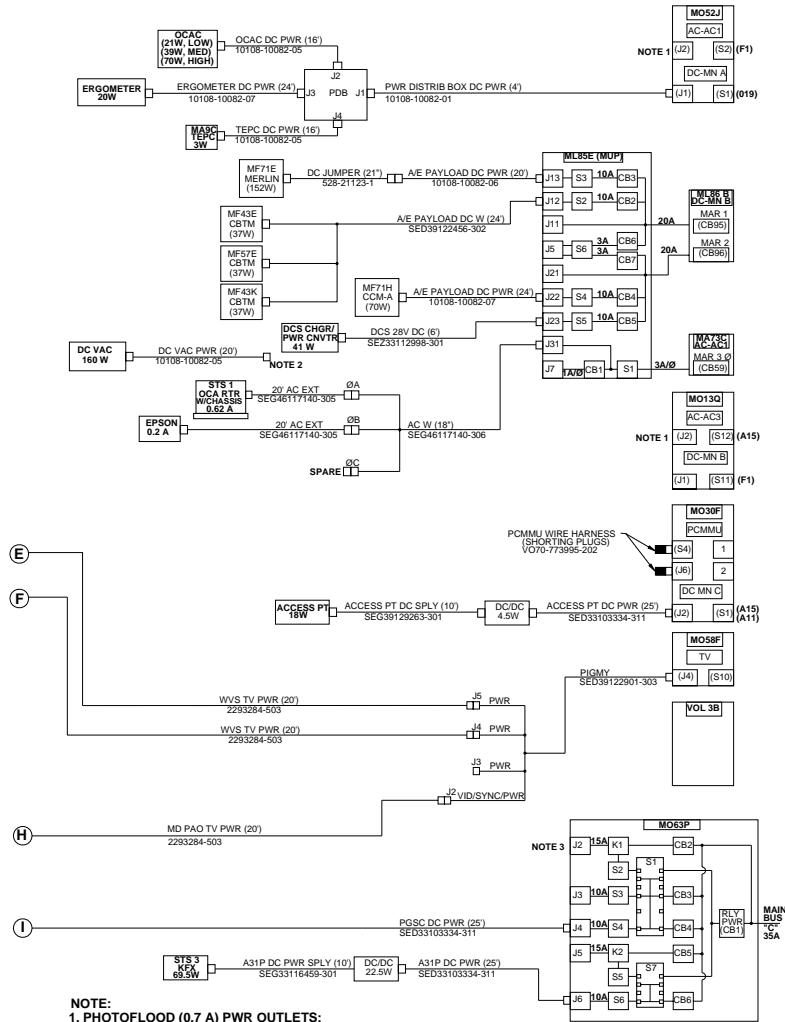 OCAC
(21W, LOW)
(39W, MED)
(70W, HIGH)
OCAC DC PWR (16')
10108-10082-05
ERGOMETER
20W
ERGOMETER DC PWR (24')
10108-10082-07
J2
J3 PDB J1
J4
PWR DISTRIB BOX DC PWR (4')
10108-10082-01
MA9C
TEPC
3W
TEPC DC PWR (16')
10108-10082-05
MO52J
AC-AC1
NOTE 1
(J2) (S2) (F1)
DC-MN A
(J1) (S1) (019)
MF71E
MERLIN
(152W)
DC JUMPER (21")
528-21123-1
A/E PAYLOAD DC PWR (20')
10108-10082-06
MF43E
CBTM
(37W)
MF57E
CBTM
(37W)
MF43K
CBTM
(37W)
A/E PAYLOAD DC W (24')
SED39122456-302
MF71H
CCM-A
(70W)
A/E PAYLOAD DC PWR (24')
10108-10082-07
DCS CHGR/
PWR CNVTR
41 W
DCS 28V DC (6')
SEZ33112998-301
DC VAC
160 W
DC VAC PWR (20')
10108-10082-05
NOTE 2
ML85E (MUP)
J13 S3 10A CB3
J12 S2 10A CB2
J11
J5 S6 3A CB6
3A CB7
J21
J22 S4 10A CB4
J23 S5 10A CB5
J31
J7 1A/Ø CB1 S1
20A
20A
3A/Ø
ML86 B
DC-MN B
MAR 1
(CB95)
MAR 2
(CB96)
MA73C
AC-AC1
MAR 3 Ø
(CB59)
STS 1
OCA RTR
W/CHASSIS
0.62 A
20' AC EXT
SEG46117140-305
ØA
EPSON
0.2 A
20' AC EXT
SEG46117140-305
ØB
AC W (18")
SEG46117140-306
ØC
SPARE
MO13Q
AC-AC3
NOTE 1
(J2) (S12) (A15)
DC-MN B
(J1) (S11) (F1)
MO30F
PCMMU
PCMMU WIRE HARNESS
(SHORTING PLUGS)
VO70-773995-202
(S4) 1
(J6) 2
DC MN C
(J2) (S1) (A15)
(A11)
E
F
ACCESS PT
18W
ACCESS PT DC SPLY (10')
SEG39129263-301
DC/DC
4.5W
ACCESS PT DC PWR (25')
SED33103334-311
MO58F
TV
(J4) (S10)
PIGMY
SED39122901-303
WVS TV PWR (20')
2293284-503
J5 PWR
WVS TV PWR (20')
2293284-503
J4 PWR
J3 PWR
J2 VID/SYNC/PWR
VOL 3B
H
MD PAO TV PWR (20')
2293284-503
MO63P
NOTE 3
J2 15A K1 CB2
S2 S1
J3 10A S3 CB3
J4 10A S4 CB4
J5 15A K2 CB5
S5 S7
J6 10A S6 CB6
RLY
PWR
(CB1)
MAIN
BUS
"C"
35A
I
PGSC DC PWR (25')
SED33103334-311
STS 3
KFX
69.5W
A31P DC PWR SPLY (10')
SEG33116459-301
DC/DC
22.5W
A31P DC PWR (25')
SED33103334-311
NOTE:
1. PHOTOFLOOD (0.7 A) PWR OUTLETS: